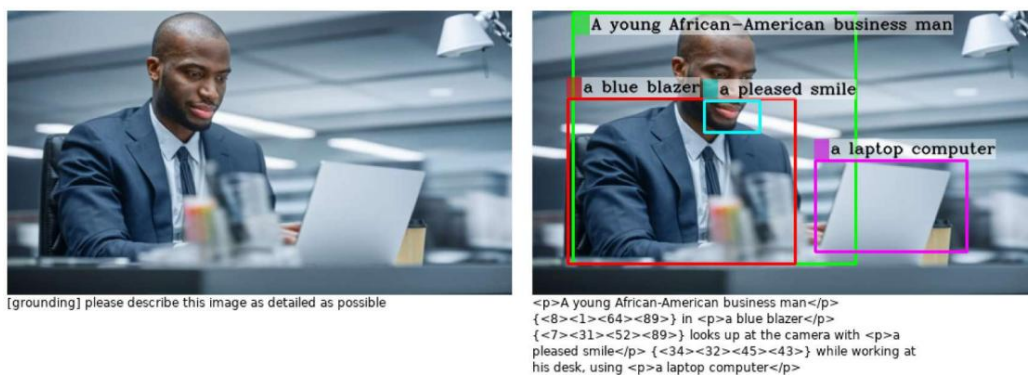 A young African-American business man
a blue blazer
a pleased smile
a laptop computer
[grounding] please describe this image as detailed as possible
<p>A young African-American business man</p>
{<8><1><64><89>} in <p>a blue blazer</p>
{<7><31><52><89>} looks up at the camera with <p>a
pleased smile</p> {<34><32><45><43>} while working at
his desk, using <p>a laptop computer</p>